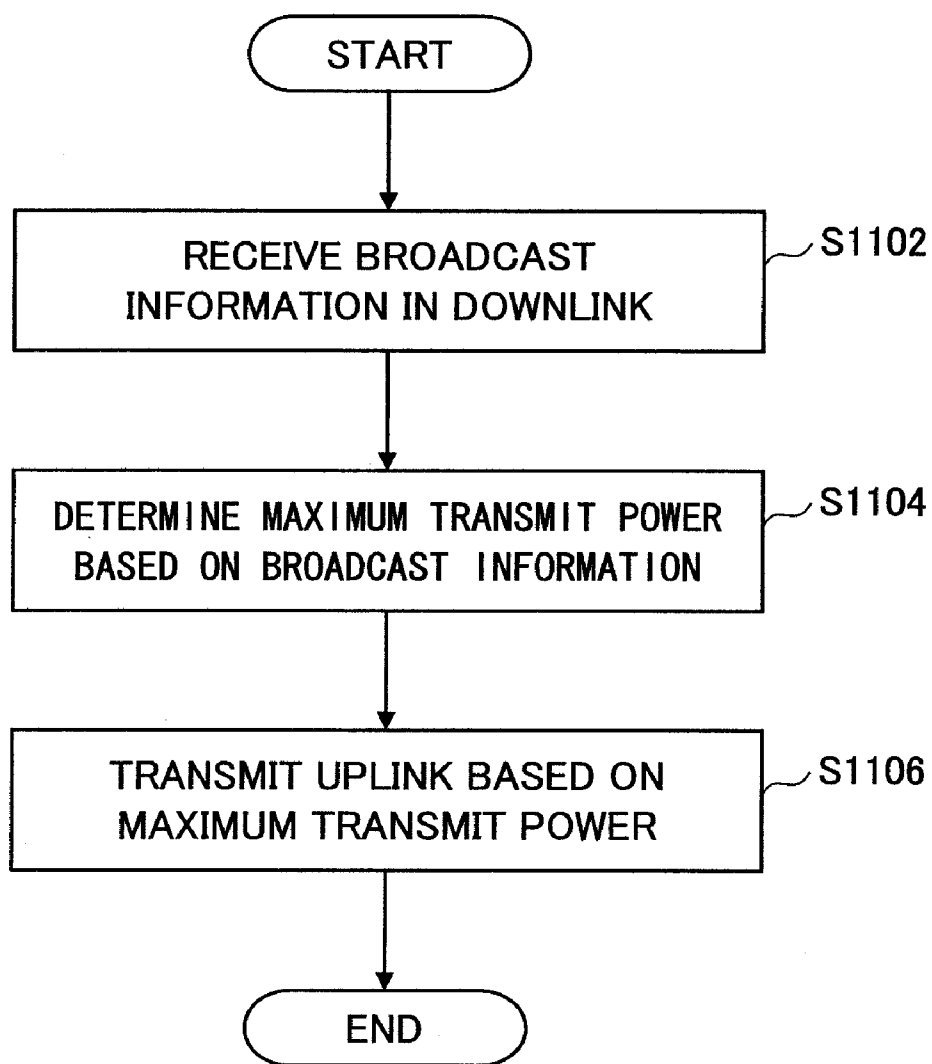 START
RECEIVE BROADCAST
INFORMATION IN DOWNLINK
S1102
DETERMINE MAXIMUM TRANSMIT POWER
BASED ON BROADCAST INFORMATION
S1104
TRANSMIT UPLINK BASED ON
MAXIMUM TRANSMIT POWER
S1106
END